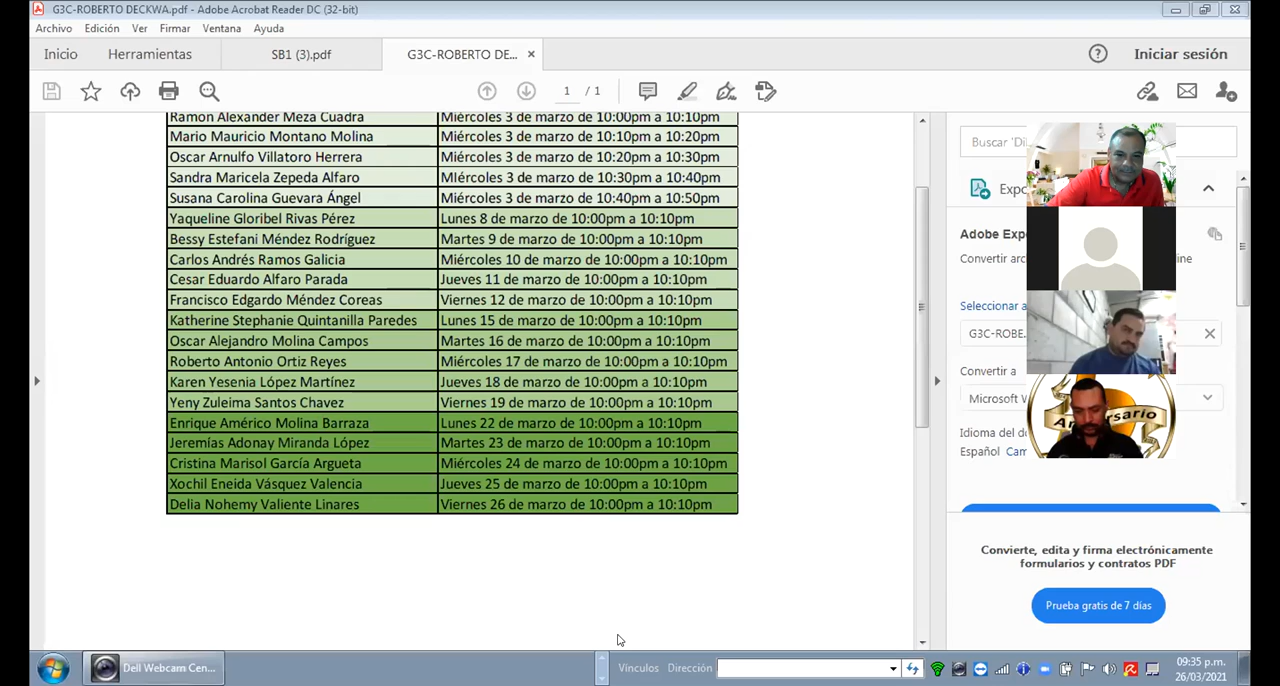 G3C-ROBERTO DECKWA.pdf - Adobe Acrobat Reader DC (32-bit)
Archivo Edición Ver Firmar Ventana Ayuda
Inicio Herramientas SB1 (3).pdf G3C-ROBERTO DE... × Iniciar sesión
1 / 1
Ramon Alexander Meza Cuadra Miércoles 3 de marzo de 10:00pm a 10:10pm
Mario Mauricio Montano Molina Miércoles 3 de marzo de 10:10pm a 10:20pm
Oscar Arnulfo Villatoro Herrera Miércoles 3 de marzo de 10:20pm a 10:30pm
Sandra Maricela Zepeda Alfaro MIércoles 3 de marzo de 10:30pm a 10:40pm
Susana Carolina Guevara Ángel Miércoles 3 de marzo de 10:40pm a 10:50pm
Yaqueline Gloribel Rivas Pérez Lunes 8 de marzo de 10:00pm a 10:10pm
Bessy Estefani Méndez Rodríguez Martes 9 de marzo de 10:00pm a 10:10pm
Carlos Andrés Ramos Galicia Miércoles 10 de marzo de 10:00pm a 10:10pm
Cesar Eduardo Alfaro Parada Jueves 11 de marzo de 10:00pm a 10:10pm
Francisco Edgardo Méndez Coreas Viernes 12 de marzo de 10:00pm a 10:10pm
Katherine Stephanie Quintanilla Paredes Lunes 15 de marzo de 10:00pm a 10:10pm
Oscar Alejandro Molina Campos Martes 16 de marzo de 10:00pm a 10:10pm
Roberto Antonio Ortiz Reyes Miércoles 17 de marzo de 10:00pm a 10:10pm
Karen Yesenia López Martínez Jueves 18 de marzo de 10:00pm a 10:10pm
Yeny Zuleima Santos Chavez Viernes 19 de marzo de 10:00pm a 10:10pm
Enrique Américo Molina Barraza Lunes 22 de marzo de 10:00pm a 10:10pm
Jeremías Adonay Miranda López Martes 23 de marzo de 10:00pm a 10:10pm
Cristina Marisol García Argueta Miércoles 24 de marzo de 10:00pm a 10:10pm
Xochil Eneida Vásquez Valencia Jueves 25 de marzo de 10:00pm a 10:10pm
Delia Nohemy Valiente Linares Viernes 26 de marzo de 10:00pm a 10:10pm
Buscar 'Di
Expo
Adobe Exp
Convertir arc ine
Seleccionar a
G3C-ROBE..
Convertir a
Microsoft W
Idioma del do
Español Cam
Convierte, edita y firma electrónicamente
formularios y contratos PDF
Prueba gratis de 7 días
Dell Webcam Cen... Vínculos Dirección
09:35 p.m.
26/03/2021